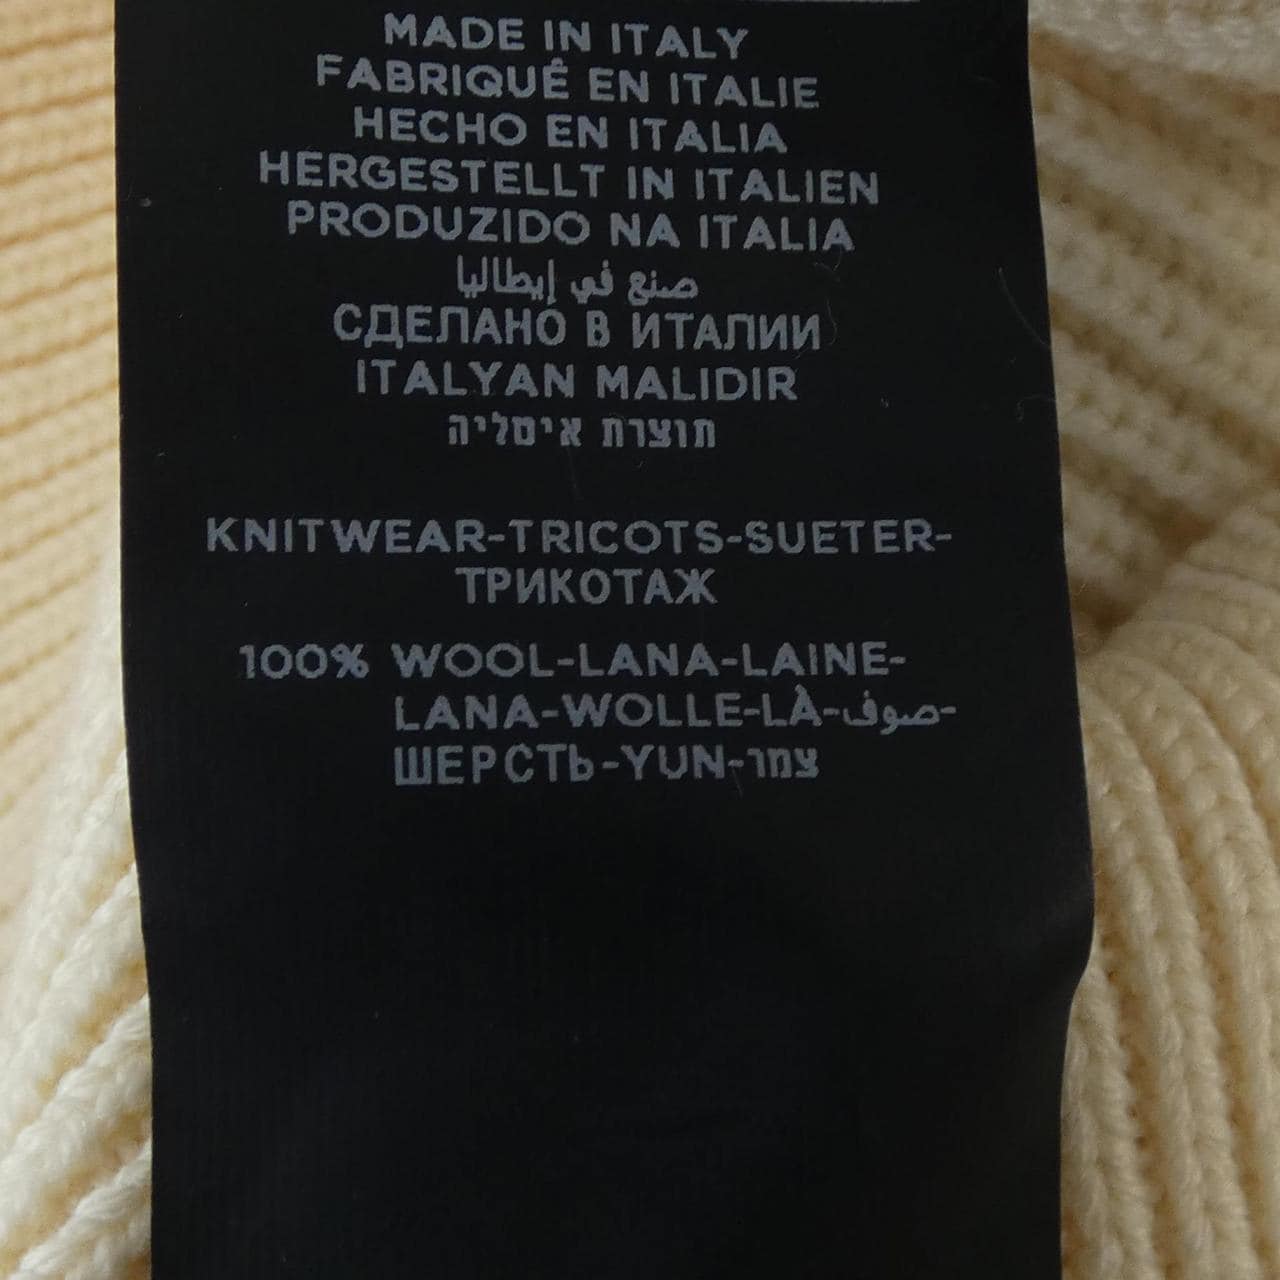 MADE IN ITALY
FABRIQUÊ EN ITALIE
HECHO EN ITALIA
HERGESTELLT IN ITALIEN
PRODUZIDO NA ITALIA
صنع في إيطاليا
СДЕЛАНО В ИТАЛИИ
ITALYAN MALIDIR
תוצרת איטליה
KNITWEAR-TRICOTS-SUETER-
ТРИКОТАЖ
100% WOOL-LANA-LAINE-
LANA-WOLLE-LÀ-صوف-
ШЕРСТЬ-YUN-צמר